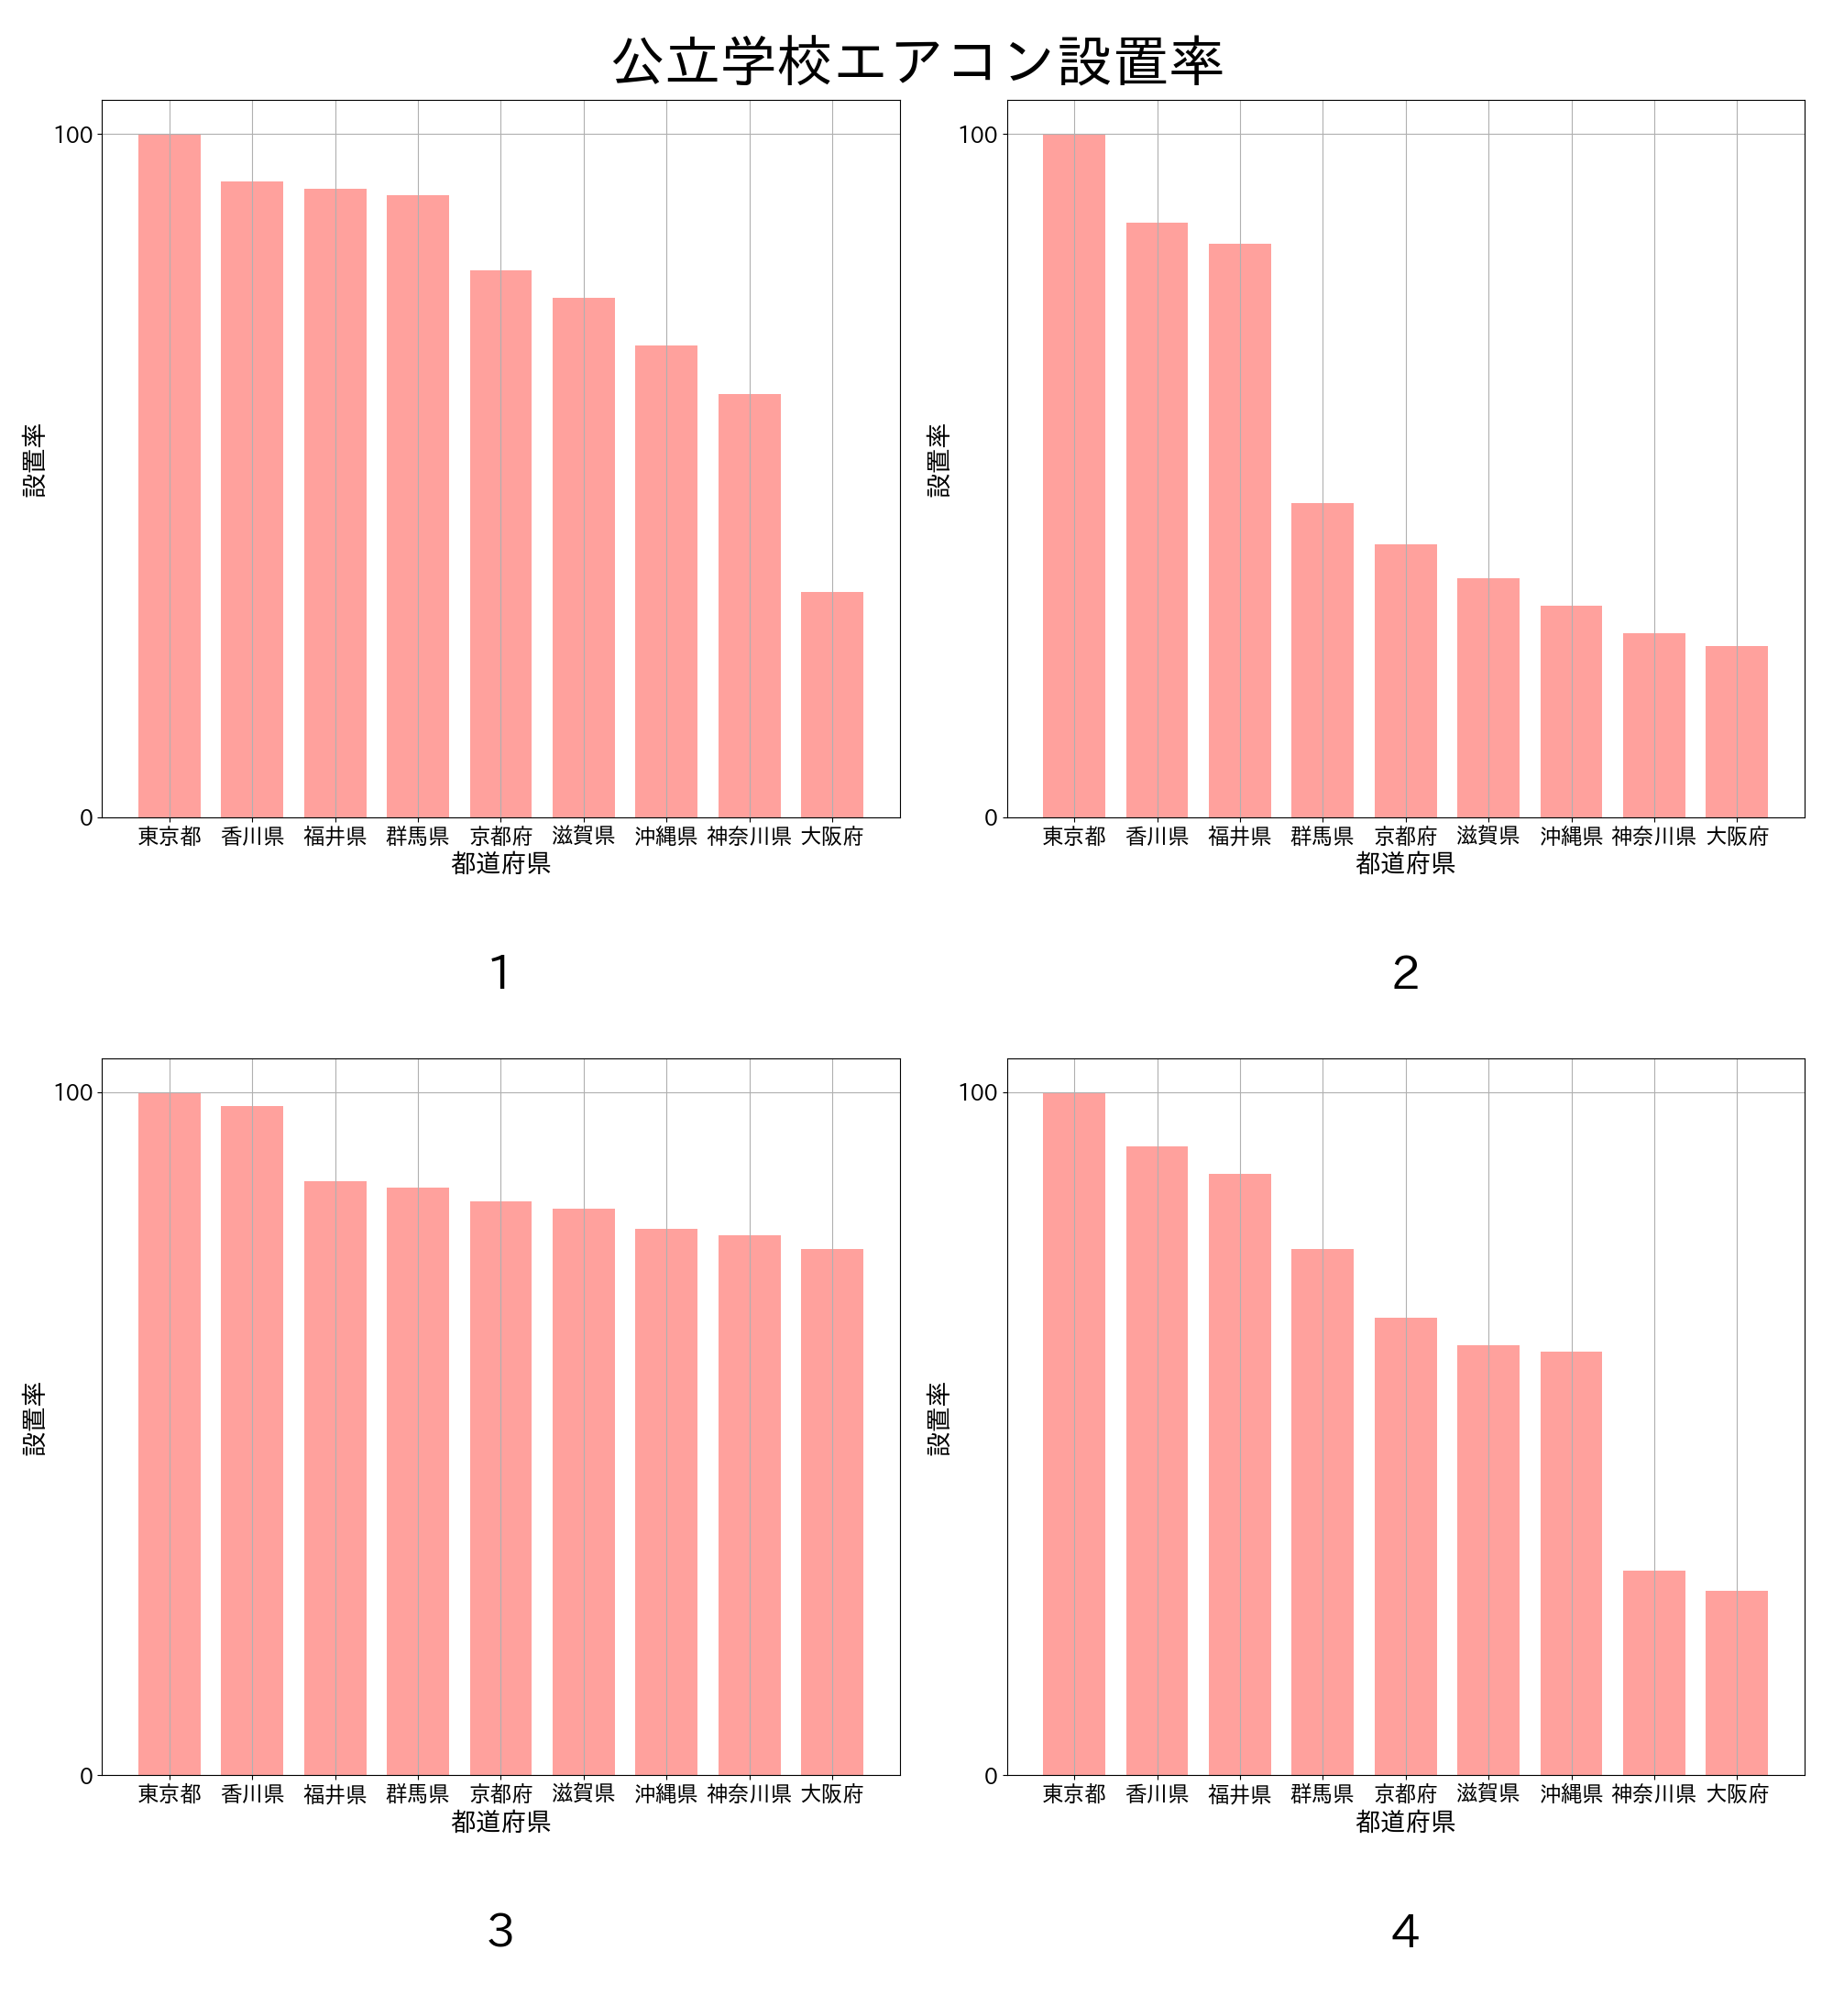 公立学校エアコン設置率
100
0
設置率
東京都 香川県 福井県 群馬県 京都府 滋賀県 沖縄県 神奈川県 大阪府
都道府県
1
100
0
設置率
東京都 香川県 福井県 群馬県 京都府 滋賀県 沖縄県 神奈川県 大阪府
都道府県
2
100
0
設置率
東京都 香川県 福井県 群馬県 京都府 滋賀県 沖縄県 神奈川県 大阪府
都道府県
3
100
0
設置率
東京都 香川県 福井県 群馬県 京都府 滋賀県 沖縄県 神奈川県 大阪府
都道府県
4